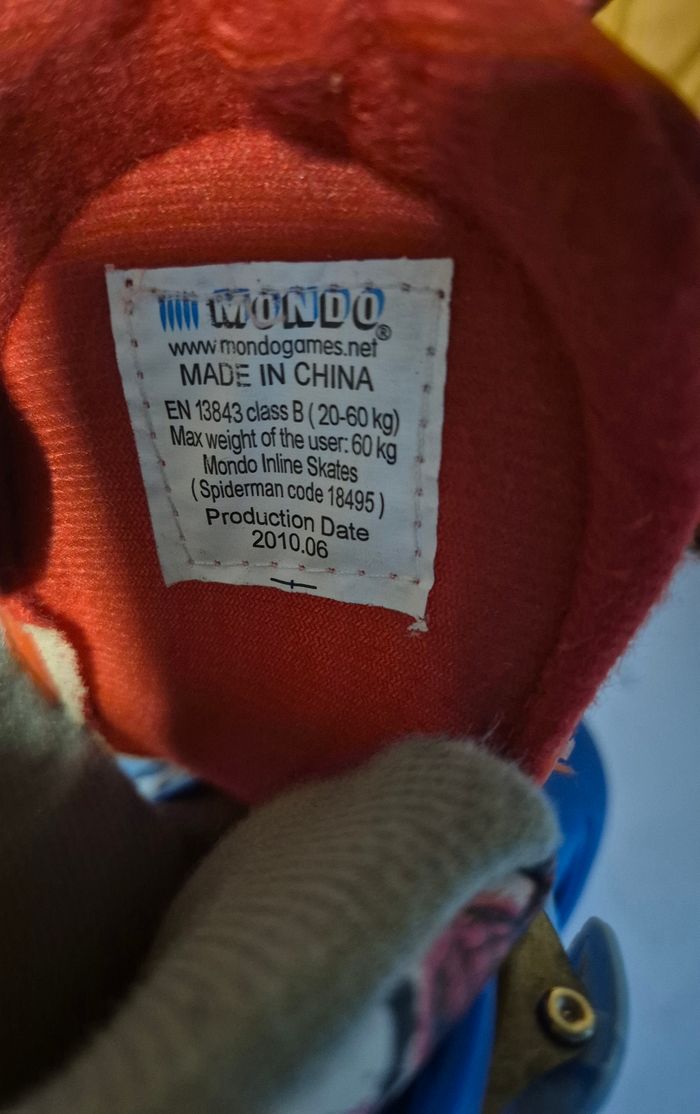 MONDO®
www.mondogames.net
MADE IN CHINA
EN 13843 class B ( 20-60 kg)
Max weight of the user: 60 kg
Mondo Inline Skates
( Spiderman code 18495 )
Production Date
2010.06